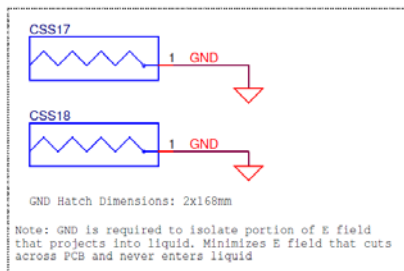 CSS17
1 GND
CSS18
1 GND
GND Hatch Dimensions: 2x168mm
Note: GND is required to isolate portion of E field
that projects into liquid. Minimizes E field that cuts
across PCB and never enters liquid